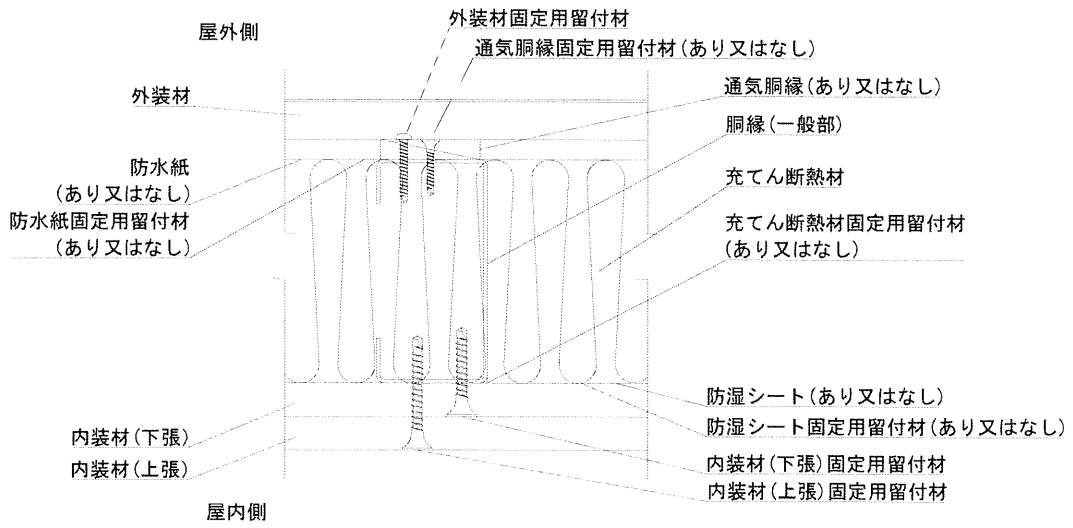 屋外側
外装材固定用留付材
通気胴縁固定用留付材(あり又はなし)
外装材
通気胴縁(あり又はなし)
胴縁(一般部)
防水紙
(あり又はなし)
防水紙固定用留付材
(あり又はなし)
充てん断熱材
充てん断熱材固定用留付材
(あり又はなし)
防湿シート(あり又はなし)
防湿シート固定用留付材(あり又はなし)
内装材(下張)
内装材(上張)
内装材(下張)固定用留付材
内装材(上張)固定用留付材
屋内側